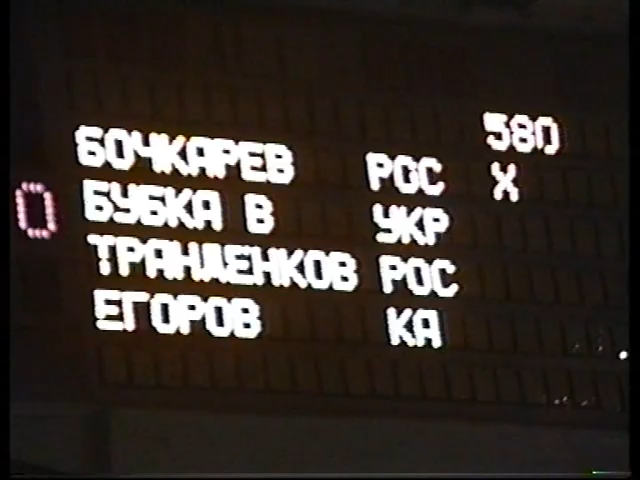 580
БОЧКАРЕВ РОС X
0 БУБКА В УКР
ТРАНДЕНКОВ РОС
ЕГОРОВ КА